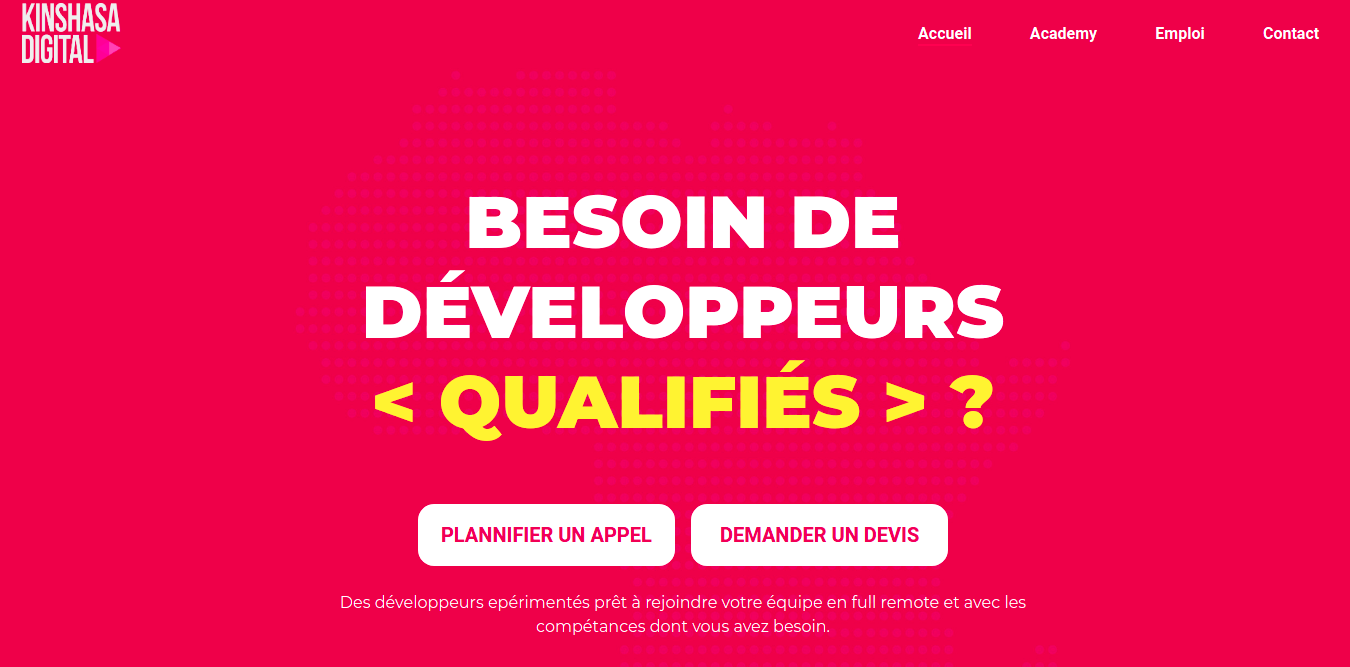 KINSHASA
DIGITAL
Accueil Academy Emploi Contact
BESOIN DE
DÉVELOPPEURS
< QUALIFIÉS > ?
PLANNIFIER UN APPEL DEMANDER UN DEVIS
Des développeurs epérimentés prêt à rejoindre votre équipe en full remote et avec les
compétances dont vous avez besoin.